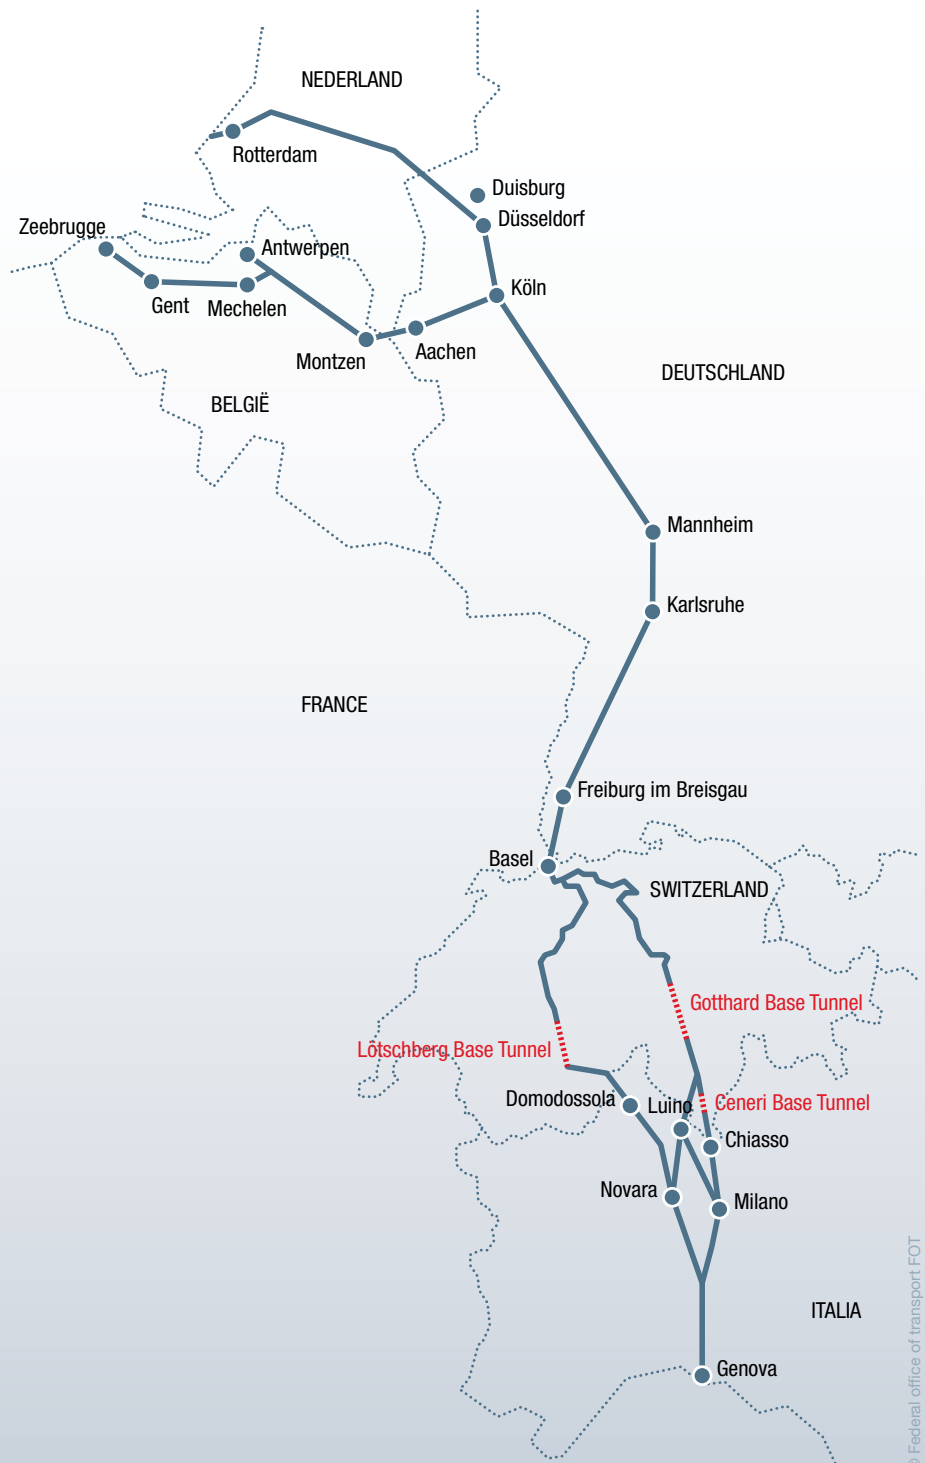 NEDERLAND
Rotterdam
Duisburg
Düsseldorf
Zeebrugge
Antwerpen
Köln
Gent
Mechelen
Aachen
Montzen
DEUTSCHLAND
BELGIË
Mannheim
Karlsruhe
FRANCE
Freiburg im Breisgau
Basel
SWITZERLAND
Gotthard Base Tunnel
Lötschberg Base Tunnel
Domodossola
Luino
Ceneri Base Tunnel
Chiasso
Novara
Milano
ITALIA
Genova
© Federal office of transport FOT